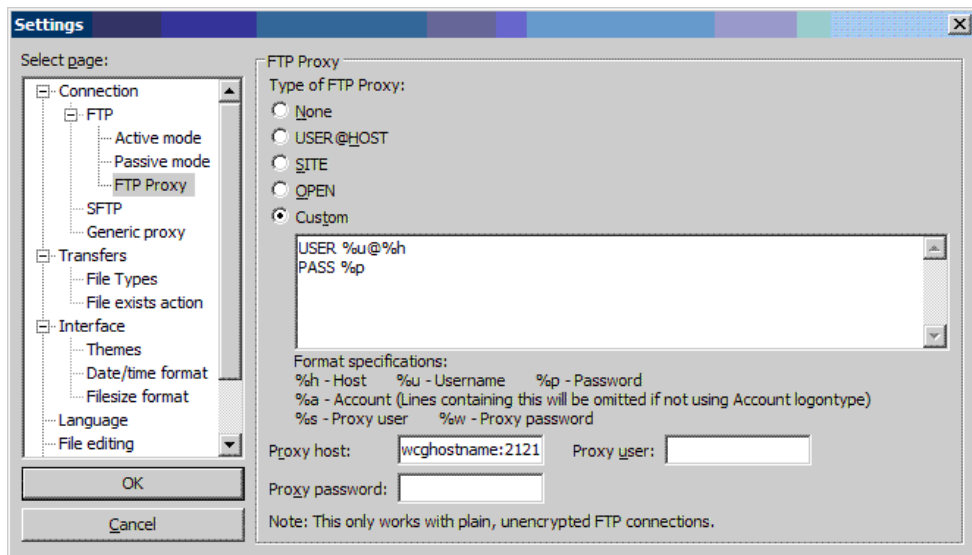 Settings
Select page:
Connection
FTP
Active mode
Passive mode
FTP Proxy
SFTP
Generic proxy
Transfers
File Types
File exists action
Interface
Themes
Date/time format
Filesize format
Language
File editing
OK
Cancel
FTP Proxy
Type of FTP Proxy:
None
USER@HOST
SITE
OPEN
Custom
USER %u@%h
PASS %p
Format specifications:
%h - Host %u - Username %p - Password
%a - Account (Lines containing this will be omitted if not using Account logontype)
%s - Proxy user %w - Proxy password
Proxy host: wcghostname:2121 Proxy user:
Proxy password:
Note: This only works with plain, unencrypted FTP connections.